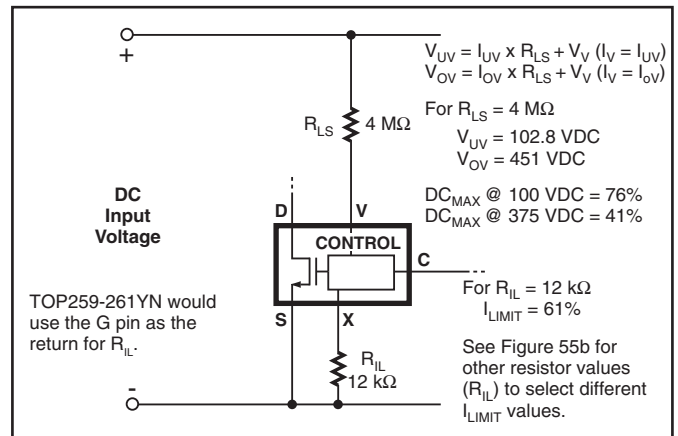 +
V_UV = I_UV x R_LS + V_V (I_V = I_UV)
V_OV = I_OV x R_LS + V_V (I_V = I_oV)
For R_LS = 4 MΩ
V_UV = 102.8 VDC
V_OV = 451 VDC
DC_MAX @ 100 VDC = 76%
DC_MAX @ 375 VDC = 41%
R_LS
4 MΩ
DC
Input
Voltage
D
V
CONTROL
C
S
X
For R_IL = 12 kΩ
I_LIMIT = 61%
TOP259-261YN would
use the G pin as the
return for R_IL.
R_IL
12 kΩ
See Figure 55b for
other resistor values
(R_IL) to select different
I_LIMIT values.
-